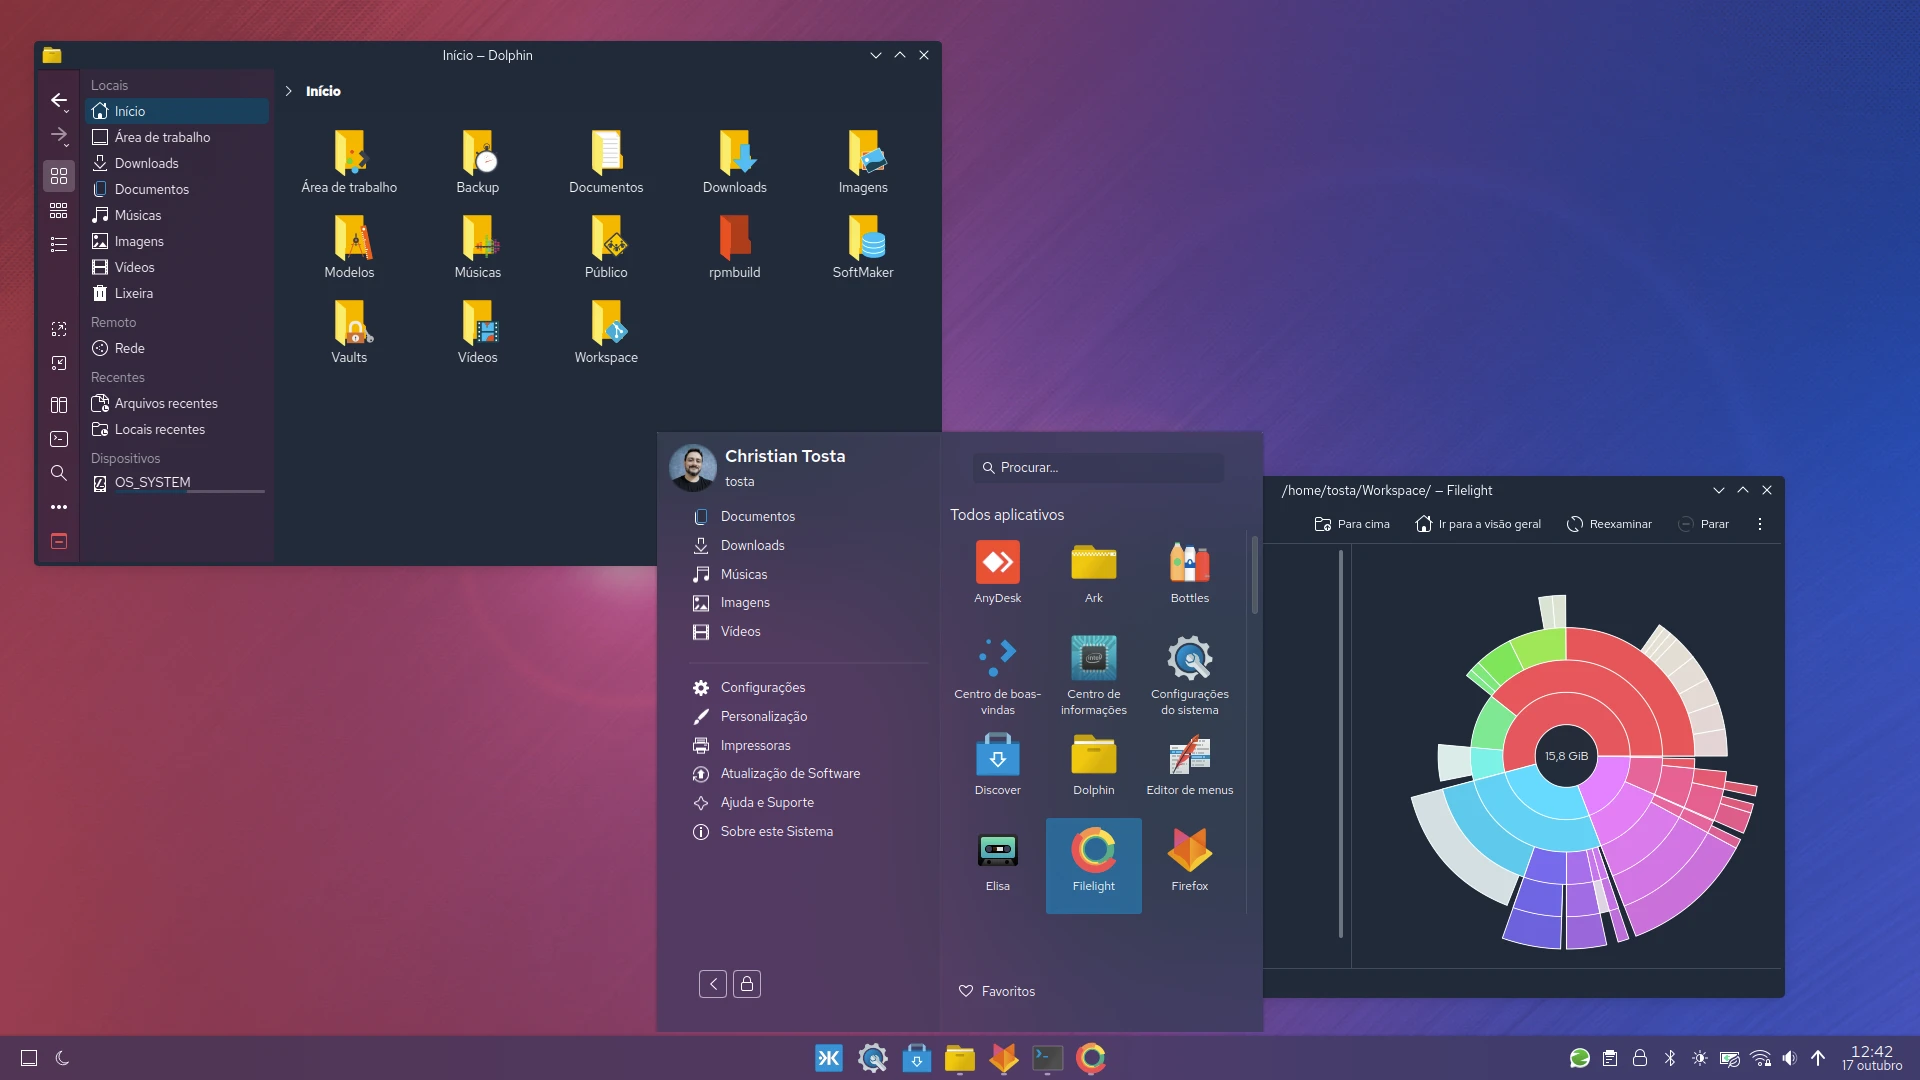 Início — Dolphin
Locais
Início
Área de trabalho
Downloads
Documentos
Músicas
Imagens
Vídeos
Lixeira
Remoto
Rede
Recentes
Arquivos recentes
Locais recentes
Dispositivos
OS_SYSTEM
Início
Área de trabalho
Backup
Documentos
Downloads
Imagens
Modelos
Músicas
Público
rpmbuild
SoftMaker
Vaults
Vídeos
Workspace
Christian Tosta
tosta
Documentos
Downloads
Músicas
Imagens
Vídeos
Configurações
Personalização
Impressoras
Atualização de Software
Ajuda e Suporte
Sobre este Sistema
Procurar...
Todos aplicativos
AnyDesk
Ark
Bottles
Centro de boas-
vindas
Centro de
informações
Configurações
do sistema
Discover
Dolphin
Editor de menus
Elisa
Filelight
Firefox
Favoritos
/home/tosta/Workspace/ — Filelight
Para cima
Ir para a visão geral
Reexaminar
Parar
15,8 GiB
12:42
17 outubro